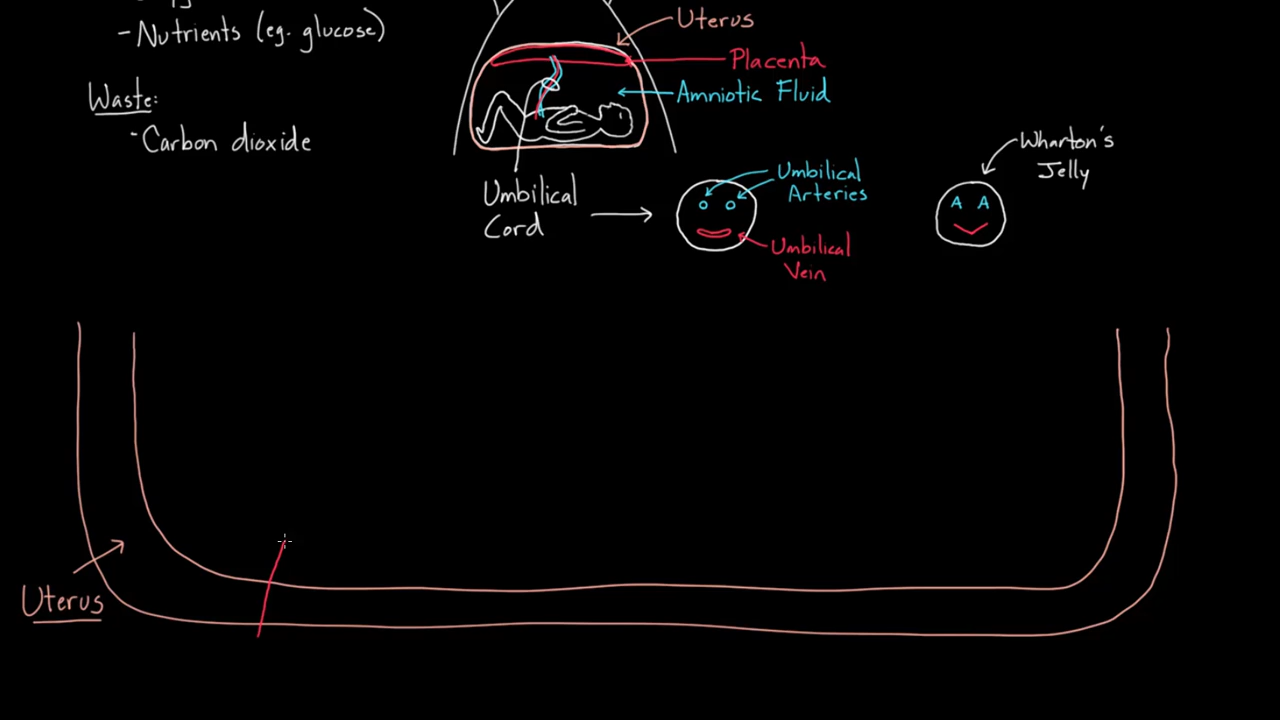 -Nutrients (eg. glucose)
Waste:
-Carbon dioxide
Uterus
Placenta
Amniotic Fluid
Umbilical
Cord
Umbilical
Arteries
Umbilical
Vein
Wharton's
Jelly
A A
Uterus